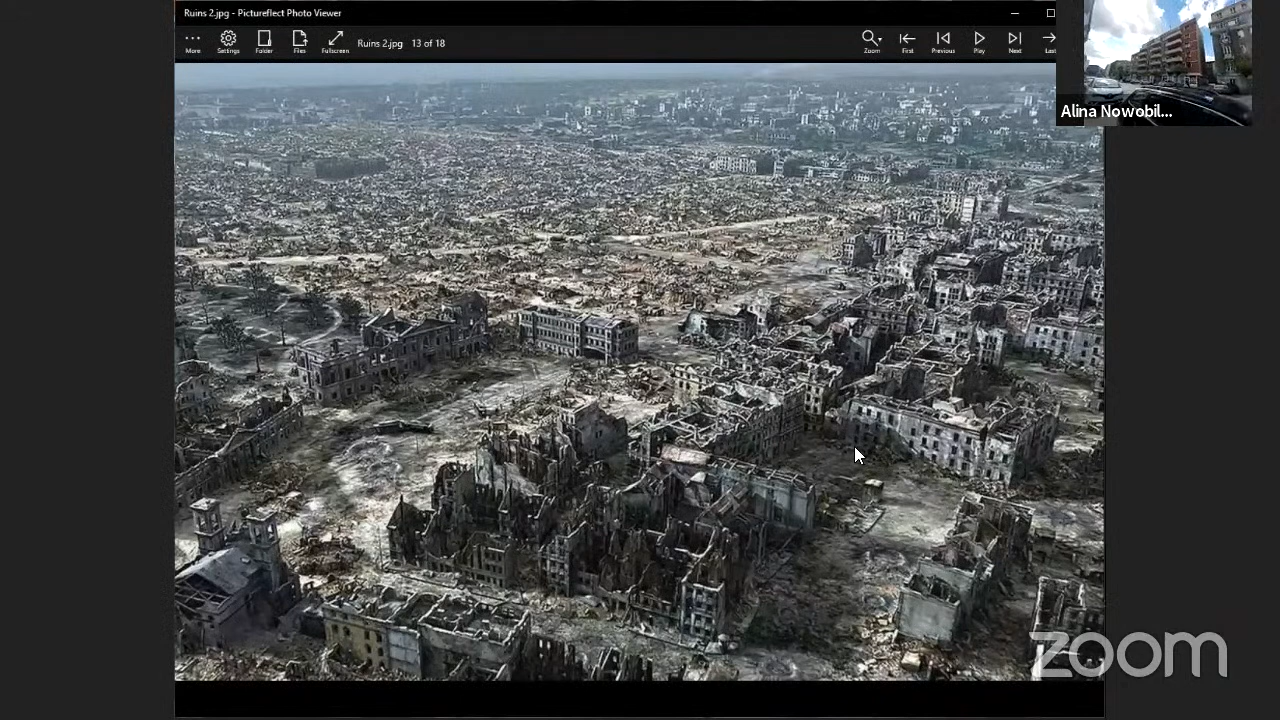 Ruins 2.jpg - Pictureflect Photo Viewer
More Settings Folder Files Fullscreen Ruins 2.jpg 13 of 18 Zoom First Previous Play Next Last
Alina Nowobil...
zoom